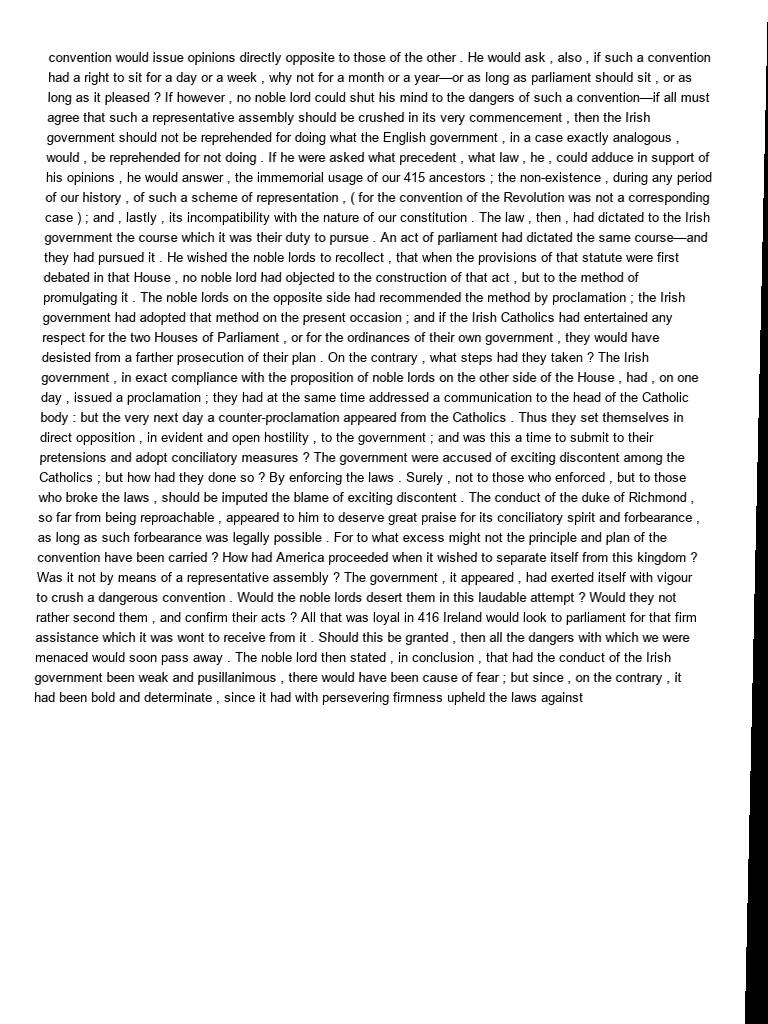 convention would issue opinions directly opposite to those of the other . He would ask , also , if such a convention
had a right to sit for a day or a week , why not for a month or a year—or as long as parliament should sit , or as
long as it pleased ? If however , no noble lord could shut his mind to the dangers of such a convention—if all must
agree that such a representative assembly should be crushed in its very commencement , then the Irish
government should not be reprehended for doing what the English government , in a case exactly analogous ,
would , be reprehended for not doing . If he were asked what precedent , what law , he , could adduce in support of
his opinions , he would answer , the immemorial usage of our 415 ancestors ; the non-existence , during any period
of our history , of such a scheme of representation , ( for the convention of the Revolution was not a corresponding
case ) ; and , lastly , its incompatibility with the nature of our constitution . The law , then , had dictated to the Irish
government the course which it was their duty to pursue . An act of parliament had dictated the same course—and
they had pursued it . He wished the noble lords to recollect , that when the provisions of that statute were first
debated in that House , no noble lord had objected to the construction of that act , but to the method of
promulgating it . The noble lords on the opposite side had recommended the method by proclamation ; the Irish
government had adopted that method on the present occasion ; and if the Irish Catholics had entertained any
respect for the two Houses of Parliament , or for the ordinances of their own government , they would have
desisted from a farther prosecution of their plan . On the contrary , what steps had they taken ? The Irish
government , in exact compliance with the proposition of noble lords on the other side of the House , had , on one
day , issued a proclamation ; they had at the same time addressed a communication to the head of the Catholic
body : but the very next day a counter-proclamation appeared from the Catholics . Thus they set themselves in
direct opposition , in evident and open hostility , to the government ; and was this a time to submit to their
pretensions and adopt conciliatory measures ? The government were accused of exciting discontent among the
Catholics ; but how had they done so ? By enforcing the laws . Surely , not to those who enforced , but to those
who broke the laws , should be imputed the blame of exciting discontent . The conduct of the duke of Richmond ,
so far from being reproachable , appeared to him to deserve great praise for its conciliatory spirit and forbearance ,
as long as such forbearance was legally possible . For to what excess might not the principle and plan of the
convention have been carried ? How had America proceeded when it wished to separate itself from this kingdom ?
Was it not by means of a representative assembly ? The government , it appeared , had exerted itself with vigour
to crush a dangerous convention . Would the noble lords desert them in this laudable attempt ? Would they not
rather second them , and confirm their acts ? All that was loyal in 416 Ireland would look to parliament for that firm
assistance which it was wont to receive from it . Should this be granted , then all the dangers with which we were
menaced would soon pass away . The noble lord then stated , in conclusion , that had the conduct of the Irish
government been weak and pusillanimous , there would have been cause of fear ; but since , on the contrary , it
had been bold and determinate , since it had with persevering firmness upheld the laws against